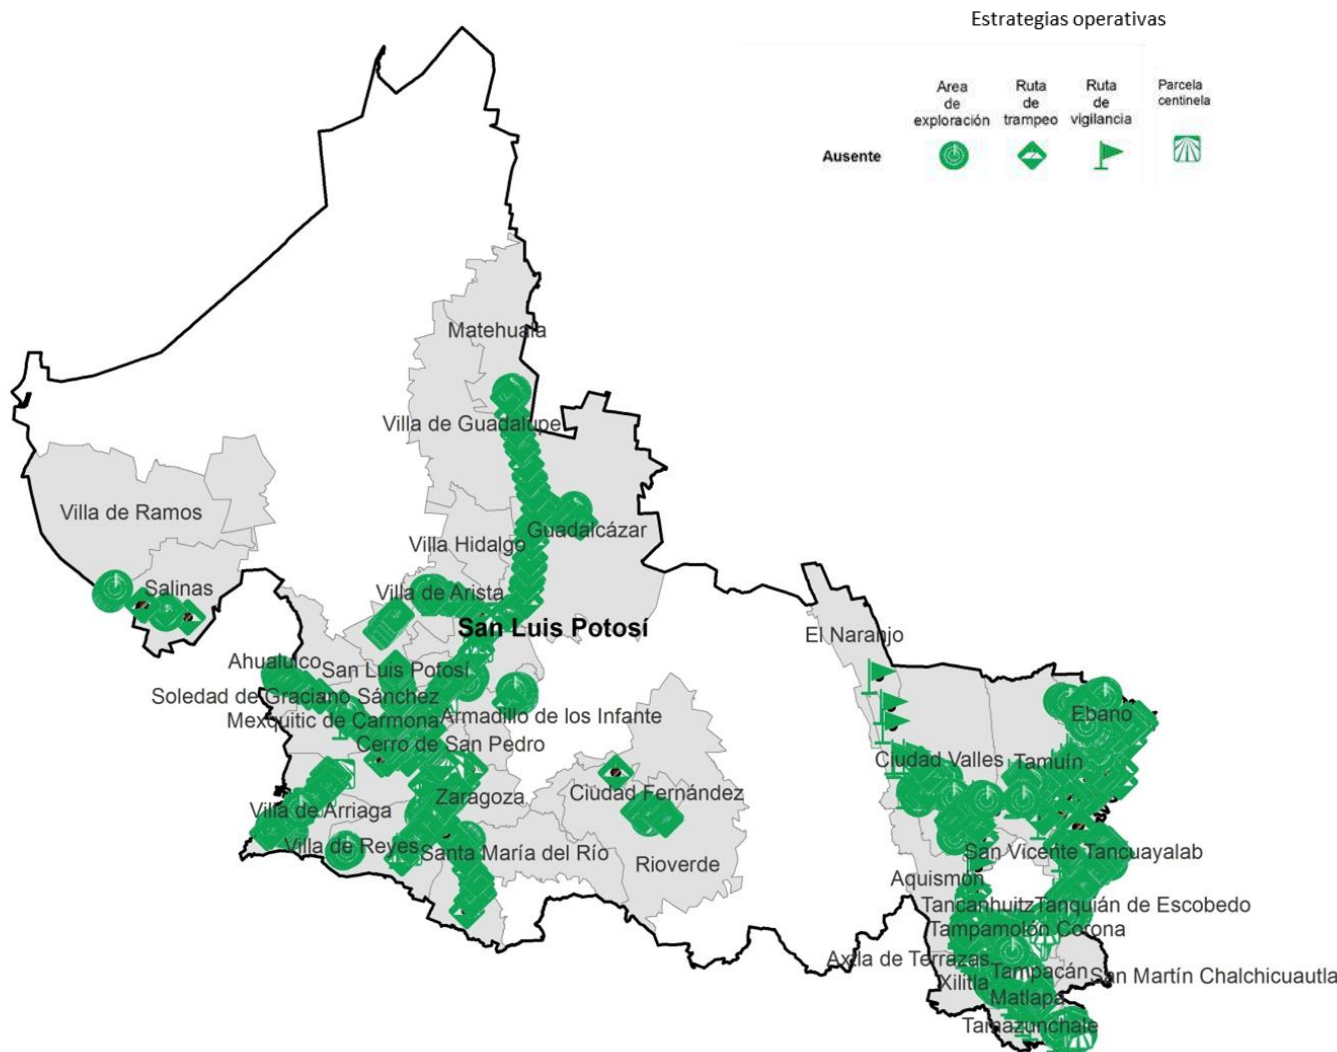 Estrategias operativas
Area de exploración
Ruta de trampeo
Ruta de vigilancia
Parcela centinela
Ausente
Matehuala
Villa de Guadalupe
Villa de Ramos
Guadalcázar
Villa Hidalgo
Salinas
Villa de Arista
San Luis Potosí
El Naranjo
Ahualulco
San Luis Potosí
Soledad de Graciano Sánchez
Mexquitic de Carmona
Armadillo de los Infante
Ebano
Cerro de San Pedro
Ciudad Valles
Tamuín
Zaragoza
Ciudad Fernández
Villa de Arriaga
Villa de Reyes
Santa María del Río
Rioverde
San Vicente Tancuayalab
Aquismón
Tancanhuitz
Tanquián de Escobedo
Tampamolón Corona
Axtla de Terrazas
Tampacán
San Martín Chalchicuautla
Xilitla
Matlapa
Tamazunchale